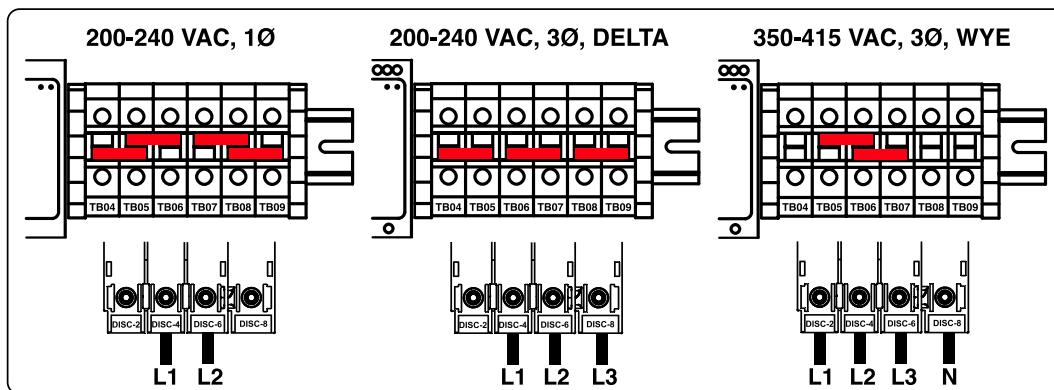 200-240 VAC, 1Ø
TB04 TB05 TB06 TB07 TB08 TB09
DISC-2 DISC-4 DISC-6 DISC-8
L1 L2
200-240 VAC, 3Ø, DELTA
TB04 TB05 TB06 TB07 TB08 TB09
DISC-2 DISC-4 DISC-6 DISC-8
L1 L2 L3
350-415 VAC, 3Ø, WYE
TB04 TB05 TB06 TB07 TB08 TB09
DISC-2 DISC-4 DISC-6 DISC-8
L1 L2 L3 N